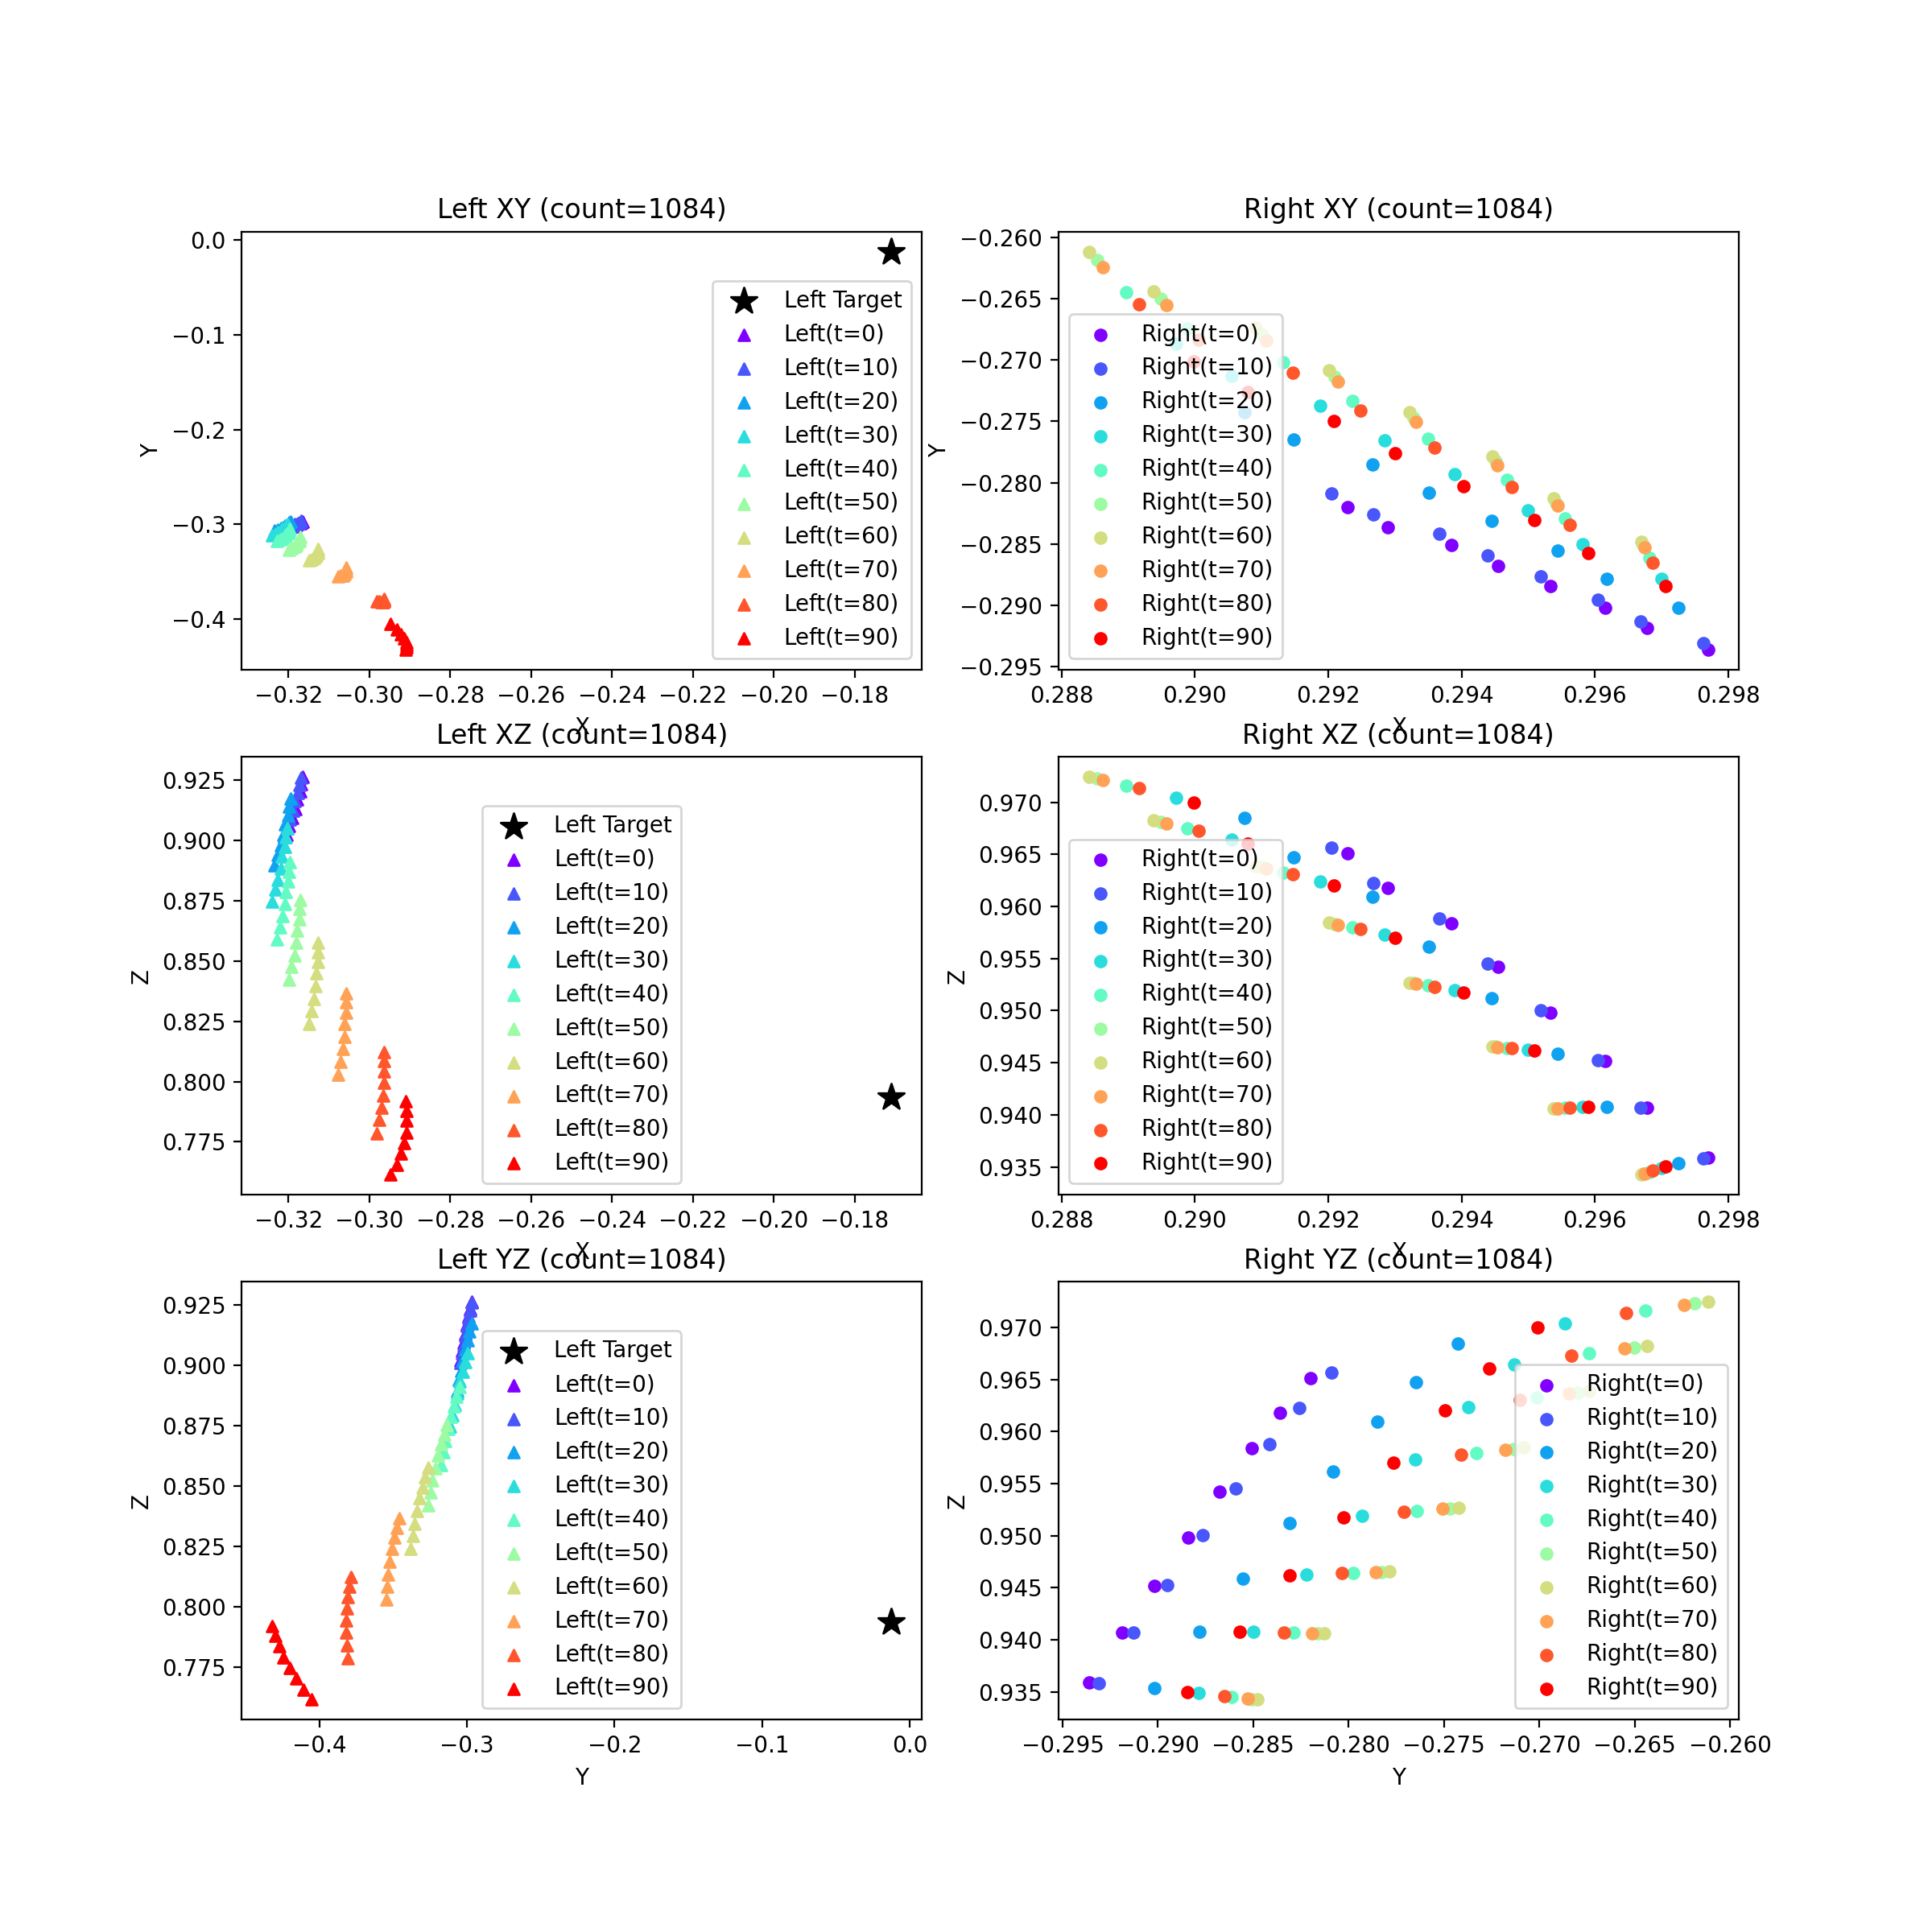 Left XY (count=1084)
0.0
−0.1
−0.2
−0.3
−0.4
Y
−0.32 −0.30 −0.28 −0.26 −0.24 −0.22 −0.20 −0.18
X
Left Target
Left(t=0)
Left(t=10)
Left(t=20)
Left(t=30)
Left(t=40)
Left(t=50)
Left(t=60)
Left(t=70)
Left(t=80)
Left(t=90)
Right XY (count=1084)
−0.260
−0.265
−0.270
−0.275
−0.280
−0.285
−0.290
−0.295
Y
0.288 0.290 0.292 0.294 0.296 0.298
X
Right(t=0)
Right(t=10)
Right(t=20)
Right(t=30)
Right(t=40)
Right(t=50)
Right(t=60)
Right(t=70)
Right(t=80)
Right(t=90)
Left XZ (count=1084)
0.925
0.900
0.875
0.850
0.825
0.800
0.775
Z
−0.32 −0.30 −0.28 −0.26 −0.24 −0.22 −0.20 −0.18
X
Left Target
Left(t=0)
Left(t=10)
Left(t=20)
Left(t=30)
Left(t=40)
Left(t=50)
Left(t=60)
Left(t=70)
Left(t=80)
Left(t=90)
Right XZ (count=1084)
0.970
0.965
0.960
0.955
0.950
0.945
0.940
0.935
Z
0.288 0.290 0.292 0.294 0.296 0.298
X
Right(t=0)
Right(t=10)
Right(t=20)
Right(t=30)
Right(t=40)
Right(t=50)
Right(t=60)
Right(t=70)
Right(t=80)
Right(t=90)
Left YZ (count=1084)
0.925
0.900
0.875
0.850
0.825
0.800
0.775
Z
−0.4 −0.3 −0.2 −0.1 0.0
Y
Left Target
Left(t=0)
Left(t=10)
Left(t=20)
Left(t=30)
Left(t=40)
Left(t=50)
Left(t=60)
Left(t=70)
Left(t=80)
Left(t=90)
Right YZ (count=1084)
0.970
0.965
0.960
0.955
0.950
0.945
0.940
0.935
Z
−0.295 −0.290 −0.285 −0.280 −0.275 −0.270 −0.265 −0.260
Y
Right(t=0)
Right(t=10)
Right(t=20)
Right(t=30)
Right(t=40)
Right(t=50)
Right(t=60)
Right(t=70)
Right(t=80)
Right(t=90)